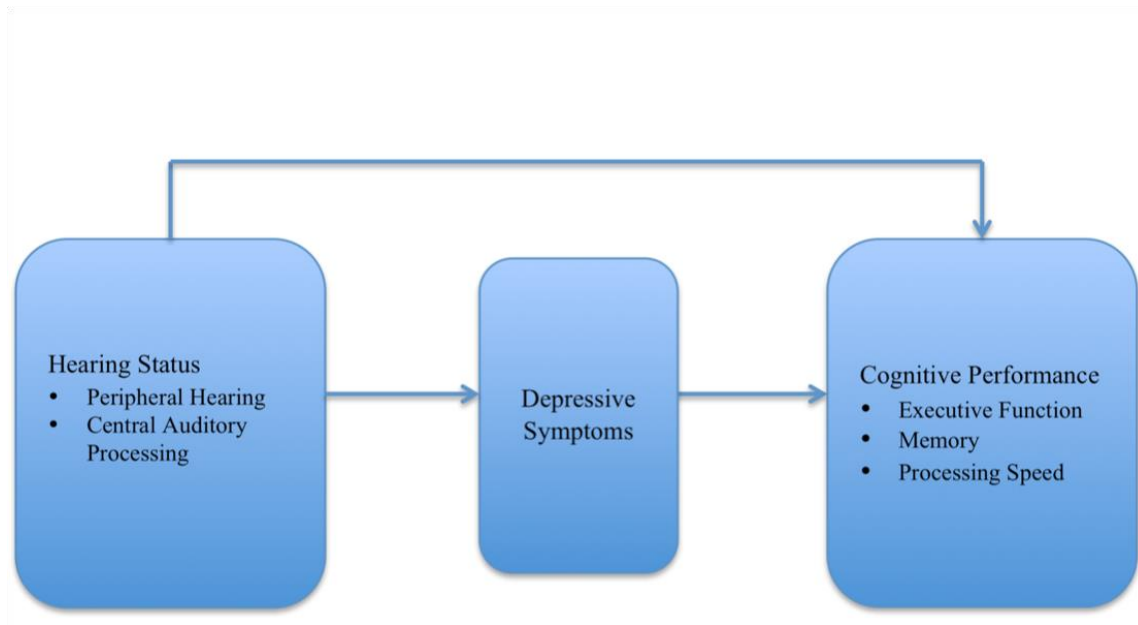 Hearing Status
• Peripheral Hearing
• Central Auditory
Processing
Depressive
Symptoms
Cognitive Performance
• Executive Function
• Memory
• Processing Speed